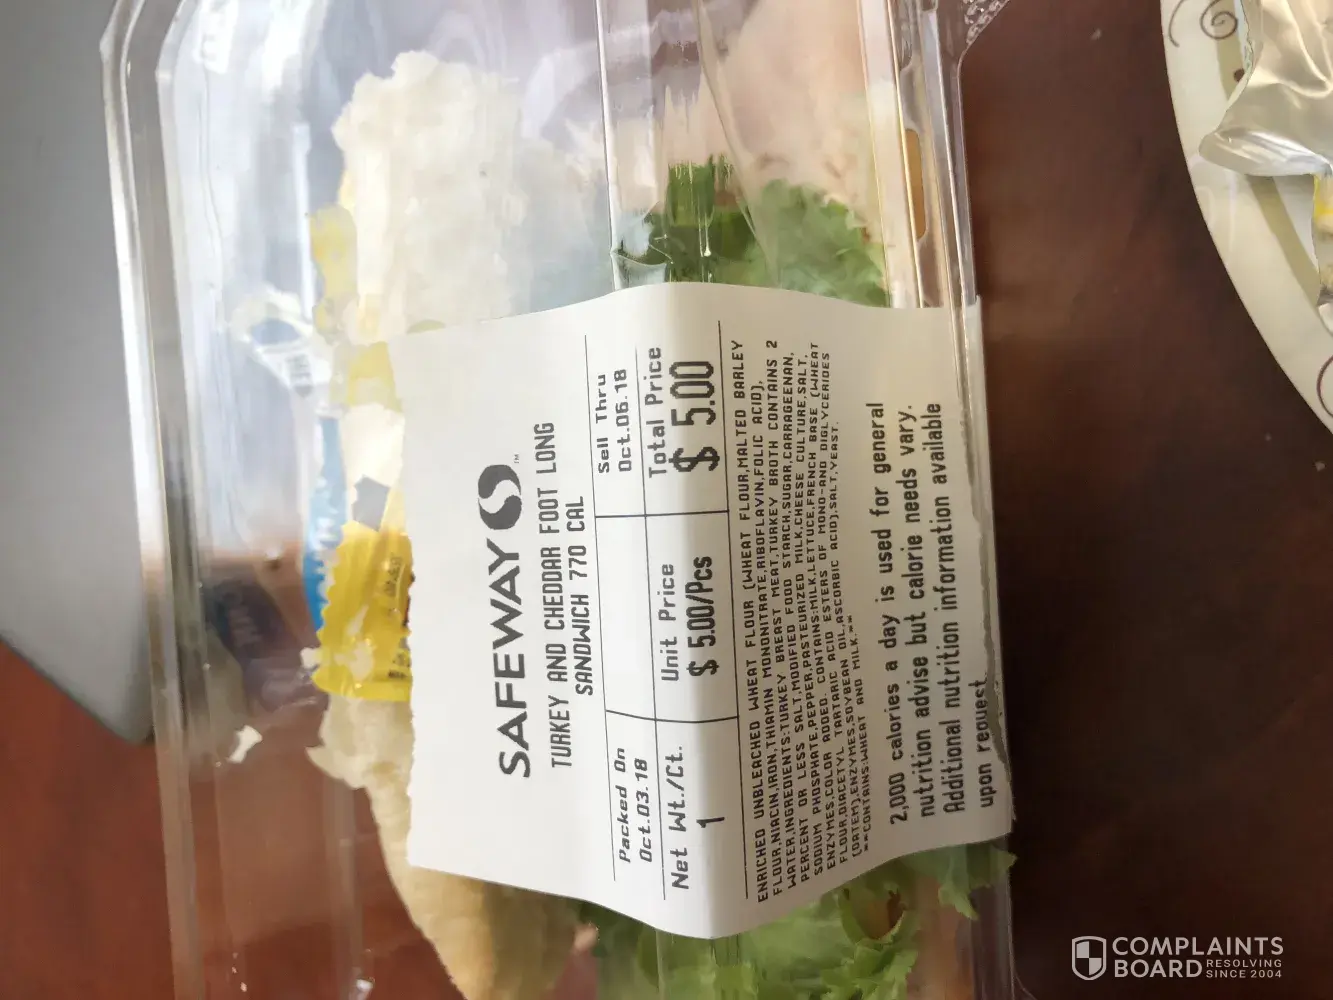 SAFEWAY
TURKEY AND CHEDDAR FOOT LONG
SANDWICH 770 CAL
Packed On
Oct.03.18
Sell Thru
Oct.06.18
Net Wt./Ct.
1
Unit Price
$ 5.00/Pcs
Total Price
$ 5.00
ENRICHED UNBLEACHED WHEAT FLOUR (WHEAT FLOUR,MALTED BARLEY
FLOUR,NIACIN,IRON,THIAMIN MONONITRATE,RIBOFLAVIN,FOLIC ACID),
WATER,INGREDIENTS:TURKEY BREAST MEAT,TURKEY BROTH CONTAINS 2
PERCENT OR LESS SALT,MODIFIED FOOD STARCH,SUGAR,CARRAGEENAN,
SODIUM PHOSPHATE,PEPPER,PASTEURIZED MILK,CHEESE CULTURE,SALT,
ENZYMES,COLOR ADDED. CONTAINS:MILK,LETTUCE,FRENCH BASE (WHEAT
FLOUR,DIACETYL TARTARIC ACID ESTERS OF MONO-AND DIGLYCERIDES
(DATEM),ENZYMES,SOYBEAN OIL,ASCORBIC ACID),SALT,YEAST.
**CONTAINS:WHEAT AND MILK.**
2,000 calories a day is used for general
nutrition advise but calorie needs vary.
Additional nutrition information available
upon request
COMPLAINTS
BOARD RESOLVING
SINCE 2004